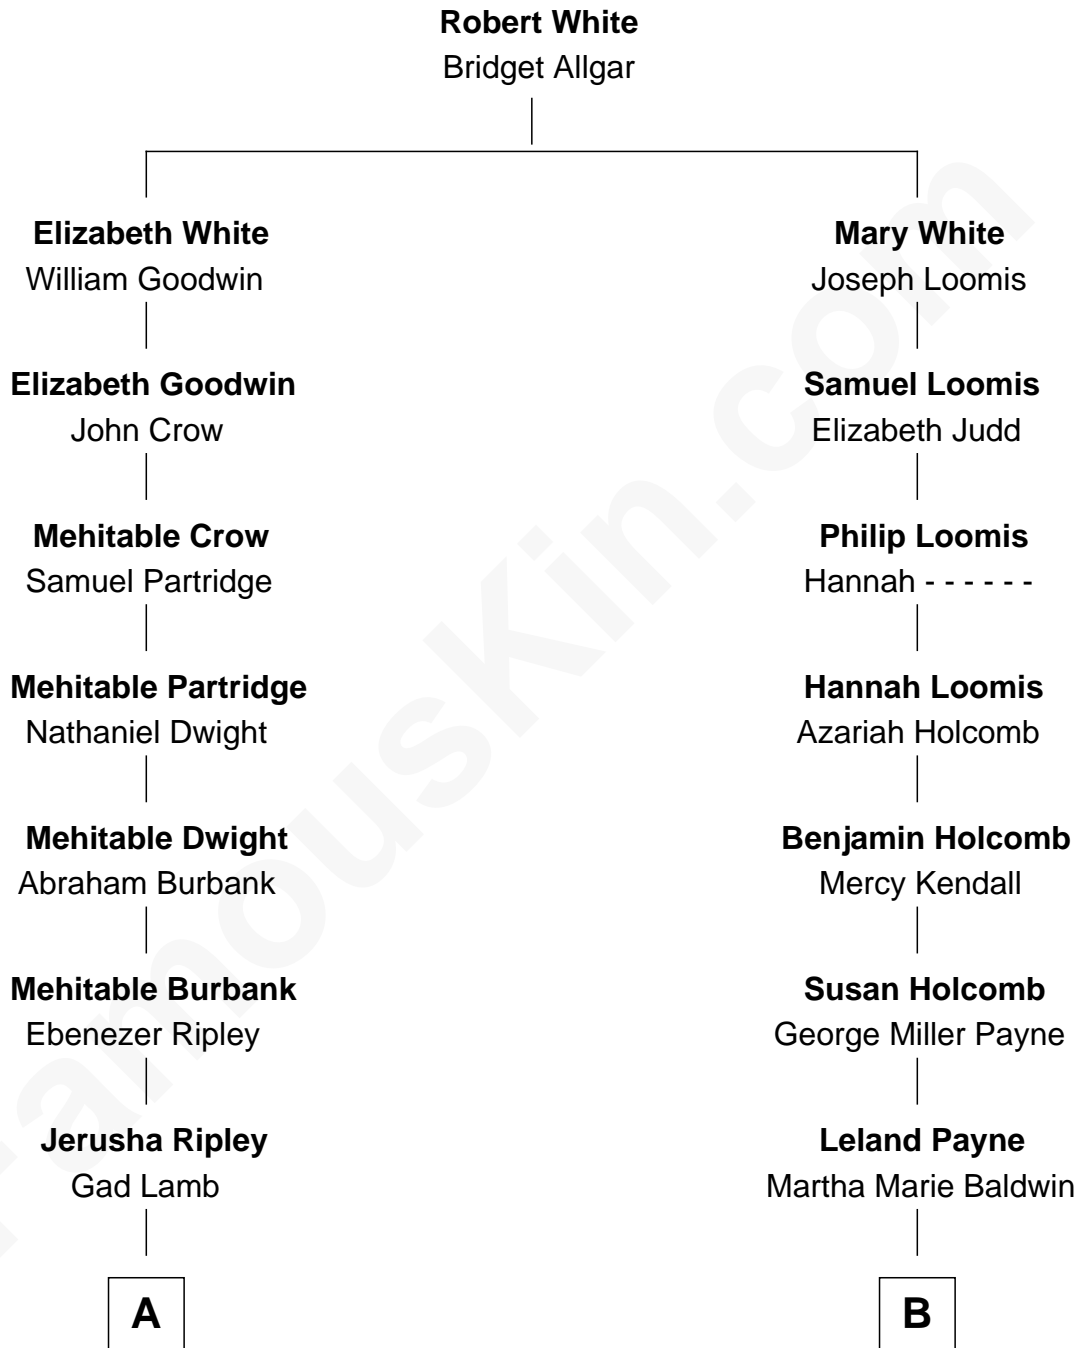 Robert White
Bridget Allgar
Elizabeth White
William Goodwin
Mary White
Joseph Loomis
Elizabeth Goodwin
John Crow
Samuel Loomis
Elizabeth Judd
Mehitable Crow
Samuel Partridge
Philip Loomis
Hannah - - - - - -
Mehitable Partridge
Nathaniel Dwight
Hannah Loomis
Azariah Holcomb
Mehitable Dwight
Abraham Burbank
Benjamin Holcomb
Mercy Kendall
Mehitable Burbank
Ebenezer Ripley
Susan Holcomb
George Miller Payne
Jerusha Ripley
Gad Lamb
Leland Payne
Martha Marie Baldwin
A
B
FamousKin.com